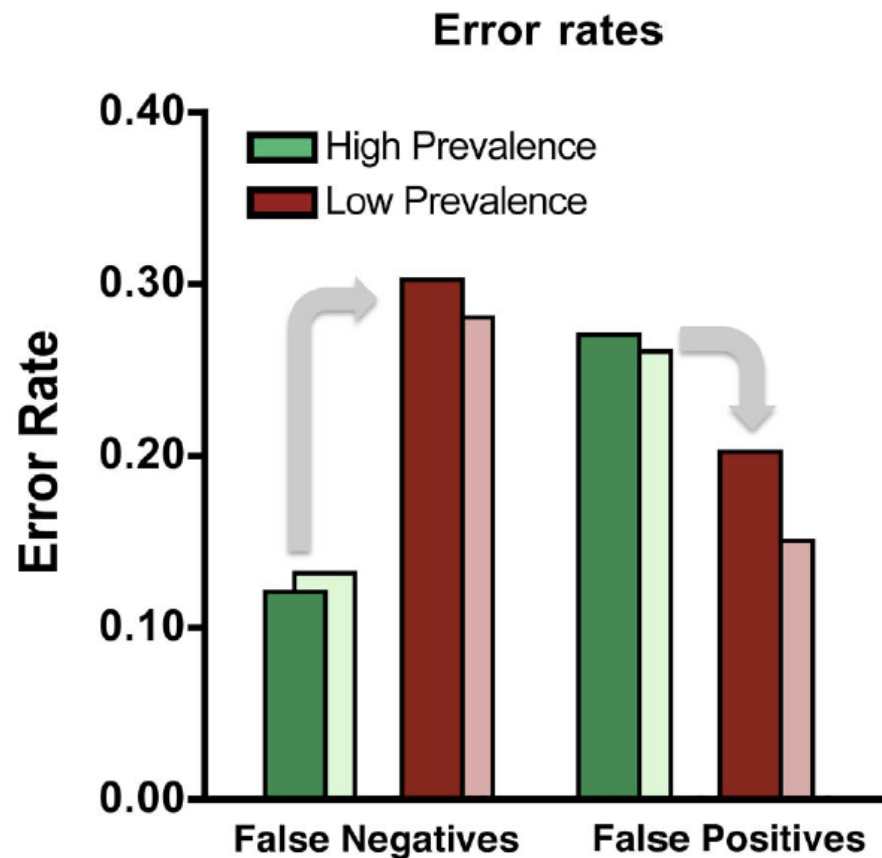 Error rates
0.40
High Prevalence
Low Prevalence
0.30
Error Rate
0.20
0.10
0.00
False Negatives
False Positives